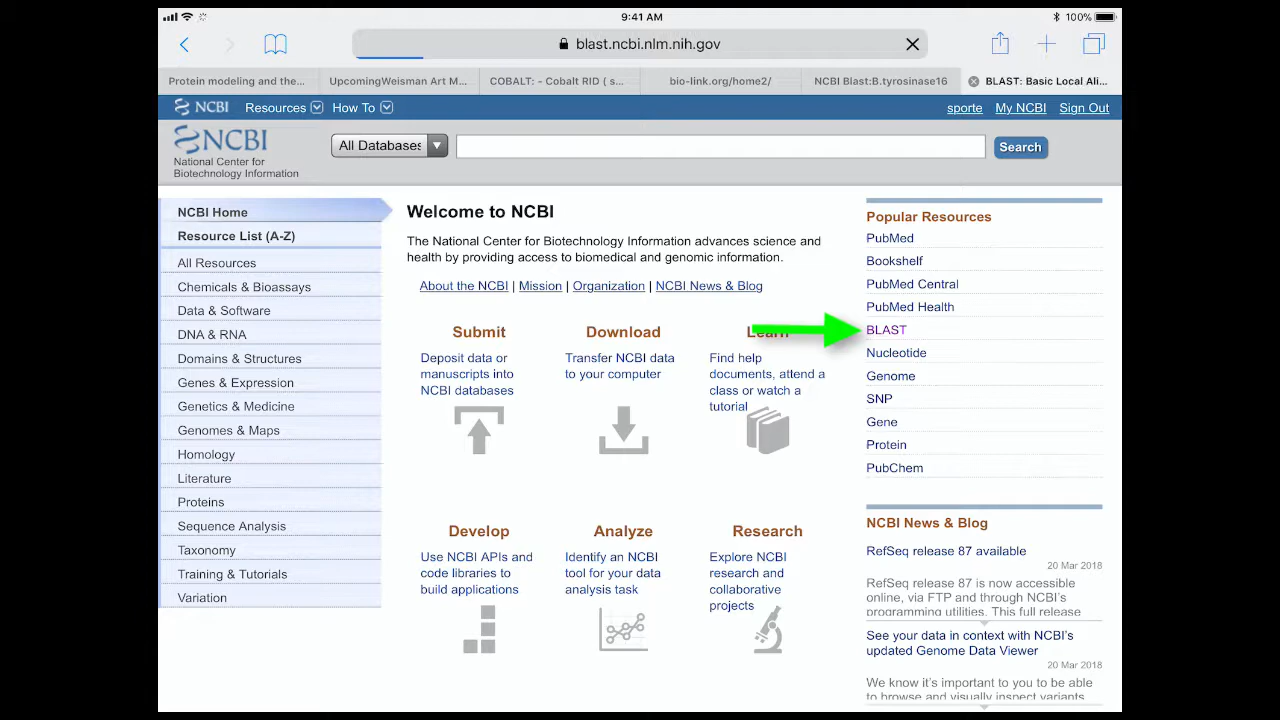 9:41 AM
100%
blast.ncbi.nlm.nih.gov
Protein modeling and the...
UpcomingWeisman Art M...
COBALT: - Cobalt RID ( s...
bio-link.org/home2/
NCBI Blast:B.tyrosinase16
BLAST: Basic Local Ali...
NCBI Resources How To
sporte My NCBI Sign Out
NCBI
National Center for
Biotechnology Information
All Databases
Search
NCBI Home
Resource List (A-Z)
All Resources
Chemicals & Bioassays
Data & Software
DNA & RNA
Domains & Structures
Genes & Expression
Genetics & Medicine
Genomes & Maps
Homology
Literature
Proteins
Sequence Analysis
Taxonomy
Training & Tutorials
Variation
Welcome to NCBI
The National Center for Biotechnology Information advances science and
health by providing access to biomedical and genomic information.
About the NCBI | Mission | Organization | NCBI News & Blog
Submit
Deposit data or
manuscripts into
NCBI databases
Download
Transfer NCBI data
to your computer
Learn
Find help
documents, attend a
class or watch a
tutorial
Develop
Use NCBI APIs and
code libraries to
build applications
Analyze
Identify an NCBI
tool for your data
analysis task
Research
Explore NCBI
research and
collaborative
projects
Popular Resources
PubMed
Bookshelf
PubMed Central
PubMed Health
BLAST
Nucleotide
Genome
SNP
Gene
Protein
PubChem
NCBI News & Blog
RefSeq release 87 available
20 Mar 2018
RefSeq release 87 is now accessible
online, via FTP and through NCBI's
programming utilities. This full release
See your data in context with NCBI's
updated Genome Data Viewer
20 Mar 2018
We know it's important to you to be able
to browse and visually inspect variants